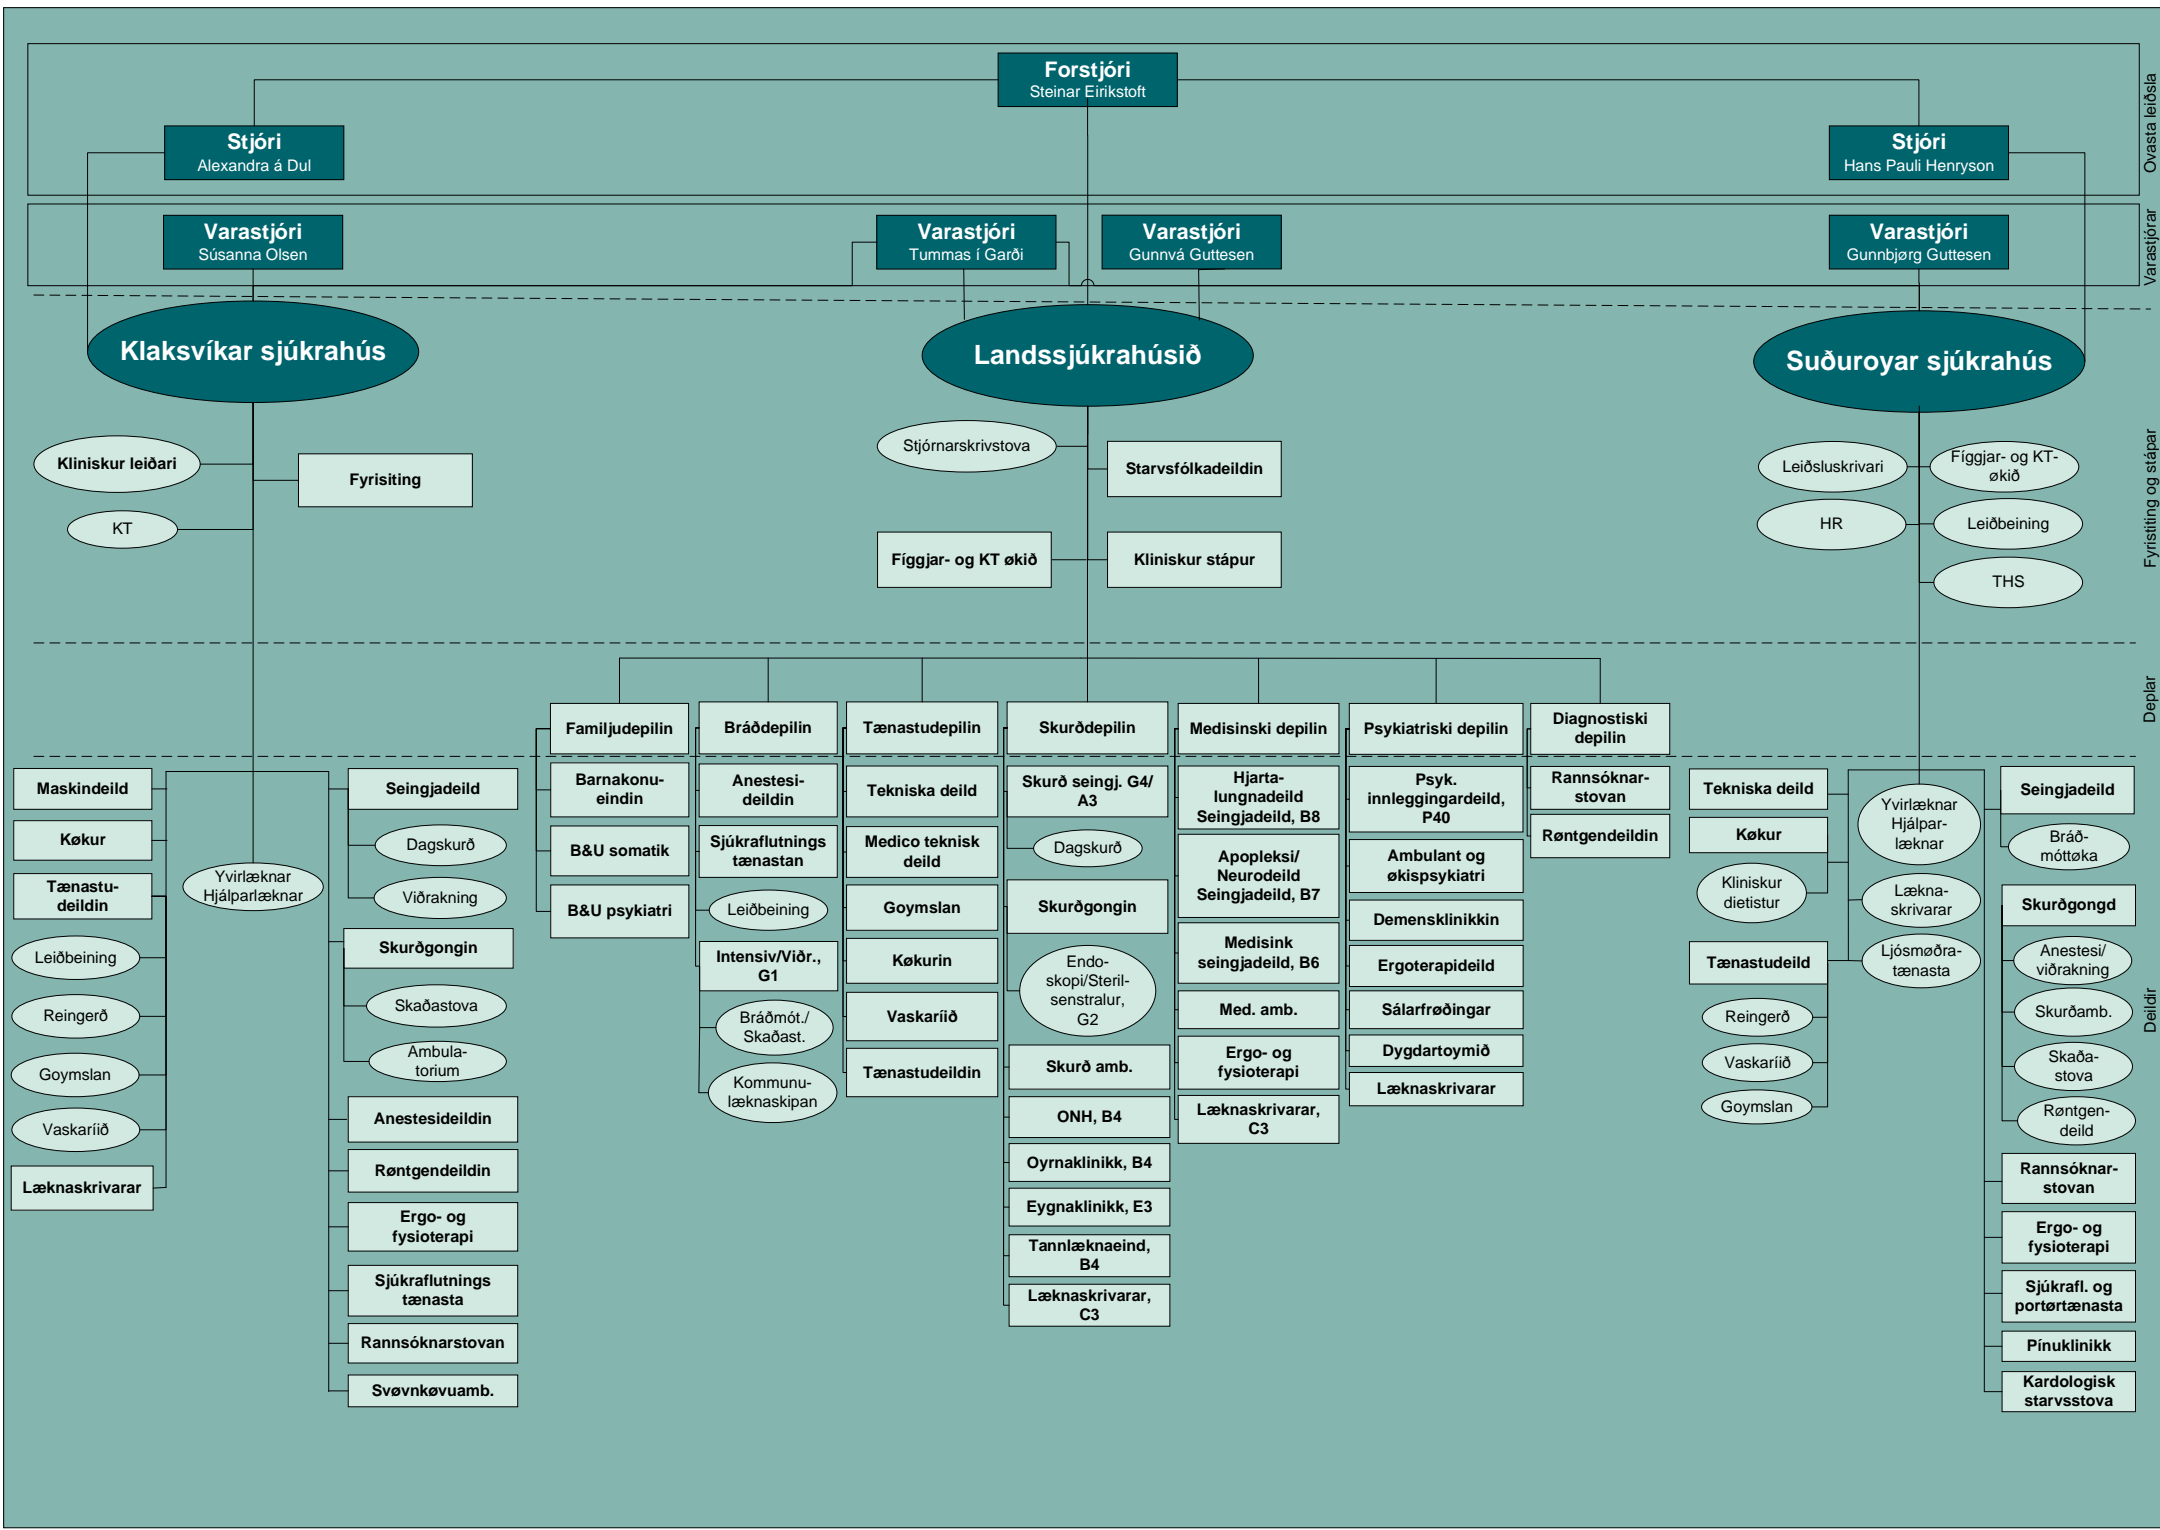 Forstjóri
Steinar Eirikstoft
Stjóri
Alexandra á Dul
Stjóri
Hans Pauli Henryson
Ovasta leiðsla
Varastjóri
Súsanna Olsen
Varastjóri
Tummas í Garði
Varastjóri
Gunnvá Guttesen
Varastjóri
Gunnbjørg Guttesen
Varastjórar
Klaksvíkar sjúkrahús
Landssjúkrahúsið
Suðuroyar sjúkrahús
Kliniskur leiðari
Fyrisiting
KT
Stjórnarskrivstova
Starvsfólkadeildin
Fíggjar- og KT økið
Kliniskur stápur
Leiðsluskrivari
Fíggjar- og KT-
økið
HR
Leiðbeining
THS
Fyristiting og stápar
Familjudepilin
Bráðdepilin
Tænastudepilin
Skurðdepilin
Medisinski depilin
Psykiatriski depilin
Diagnostiski
depilin
Deplar
Maskindeild
Køkur
Tænastu-
deildin
Leiðbeining
Reingerð
Goymslan
Vaskaríið
Læknaskrivarar
Yvirlæknar
Hjálparlæknar
Seingjadeild
Dagskurð
Viðrakning
Skurðgongin
Skaðastova
Ambula-
torium
Anestesideildin
Røntgendeildin
Ergo- og
fysioterapi
Sjúkraflutnings
tænasta
Rannsóknarstovan
Svøvnkøvuamb.
Barnakonu-
eindin
B&U somatik
B&U psykiatri
Anestesi-
deildin
Sjúkraflutnings
tænastan
Leiðbeining
Intensiv/Viðr.,
G1
Bráðmót./
Skaðast.
Kommunu-
læknaskipan
Tekniska deild
Medico teknisk
deild
Goymslan
Køkurin
Vaskaríið
Tænastudeildin
Skurð seingj. G4/
A3
Dagskurð
Skurðgongin
Endo-
skopi/Steril-
senstralur,
G2
Skurð amb.
ONH, B4
Oyrnaklinikk, B4
Eygnaklinikk, E3
Tannlæknaeind,
B4
Læknaskrivarar,
C3
Hjarta-
lungnadeild
Seingjadeild, B8
Apopleksi/
Neurodeild
Seingjadeild, B7
Medisink
seingjadeild, B6
Med. amb.
Ergo- og
fysioterapi
Læknaskrivarar,
C3
Psyk.
innleggingardeild,
P40
Ambulant og
økispsykiatri
Demensklinikkin
Ergoterapideild
Sálarfrøðingar
Dygdartoymið
Læknaskrivarar
Rannsóknar-
stovan
Røntgendeildin
Tekniska deild
Køkur
Kliniskur
dietistur
Tænastudeild
Reingerð
Vaskaríið
Goymslan
Yvirlæknar
Hjálpar-
læknar
Lækna-
skrivarar
Ljósmøðra-
tænasta
Seingjadeild
Bráð-
móttøka
Skurðgongd
Anestesi/
viðrakning
Skurðamb.
Skaða-
stova
Røntgen-
deild
Rannsóknar-
stovan
Ergo- og
fysioterapi
Sjúkrafl. og
portørtænasta
Pínuklinikk
Kardologisk
starvsstova
Deildir